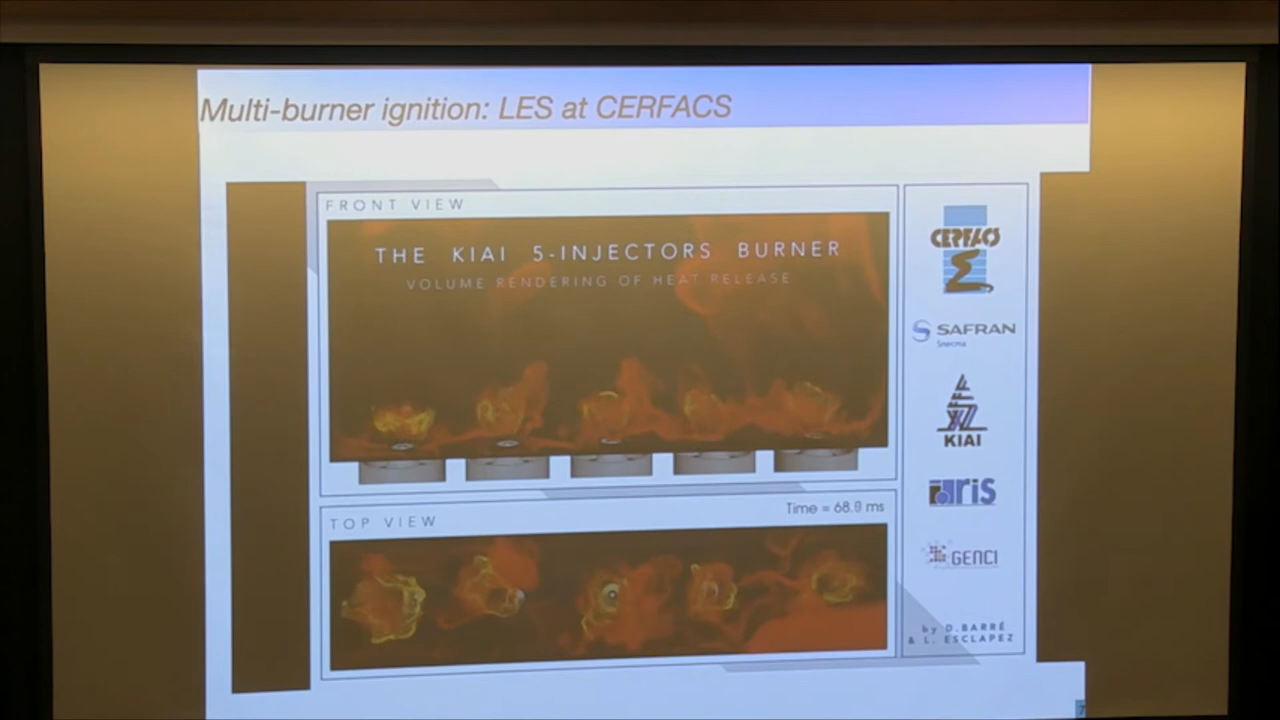 Multi-burner ignition: LES at CERFACS
FRONT VIEW
THE KIAI 5-INJECTORS BURNER
VOLUME RENDERING OF HEAT RELEASE
TOP VIEW
Time = 68.9 ms
CERFACS
SAFRAN
Snecma
KIAI
idris
GENCI
by D.BARRÉ
& L. ESCLAPEZ